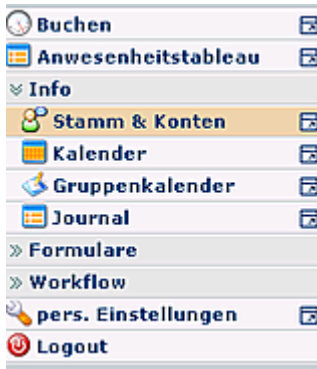 Buchen
Anwesenheitstableau
Info
Stamm & Konten
Kalender
Gruppenkalender
Journal
Formulare
Workflow
pers. Einstellungen
Logout